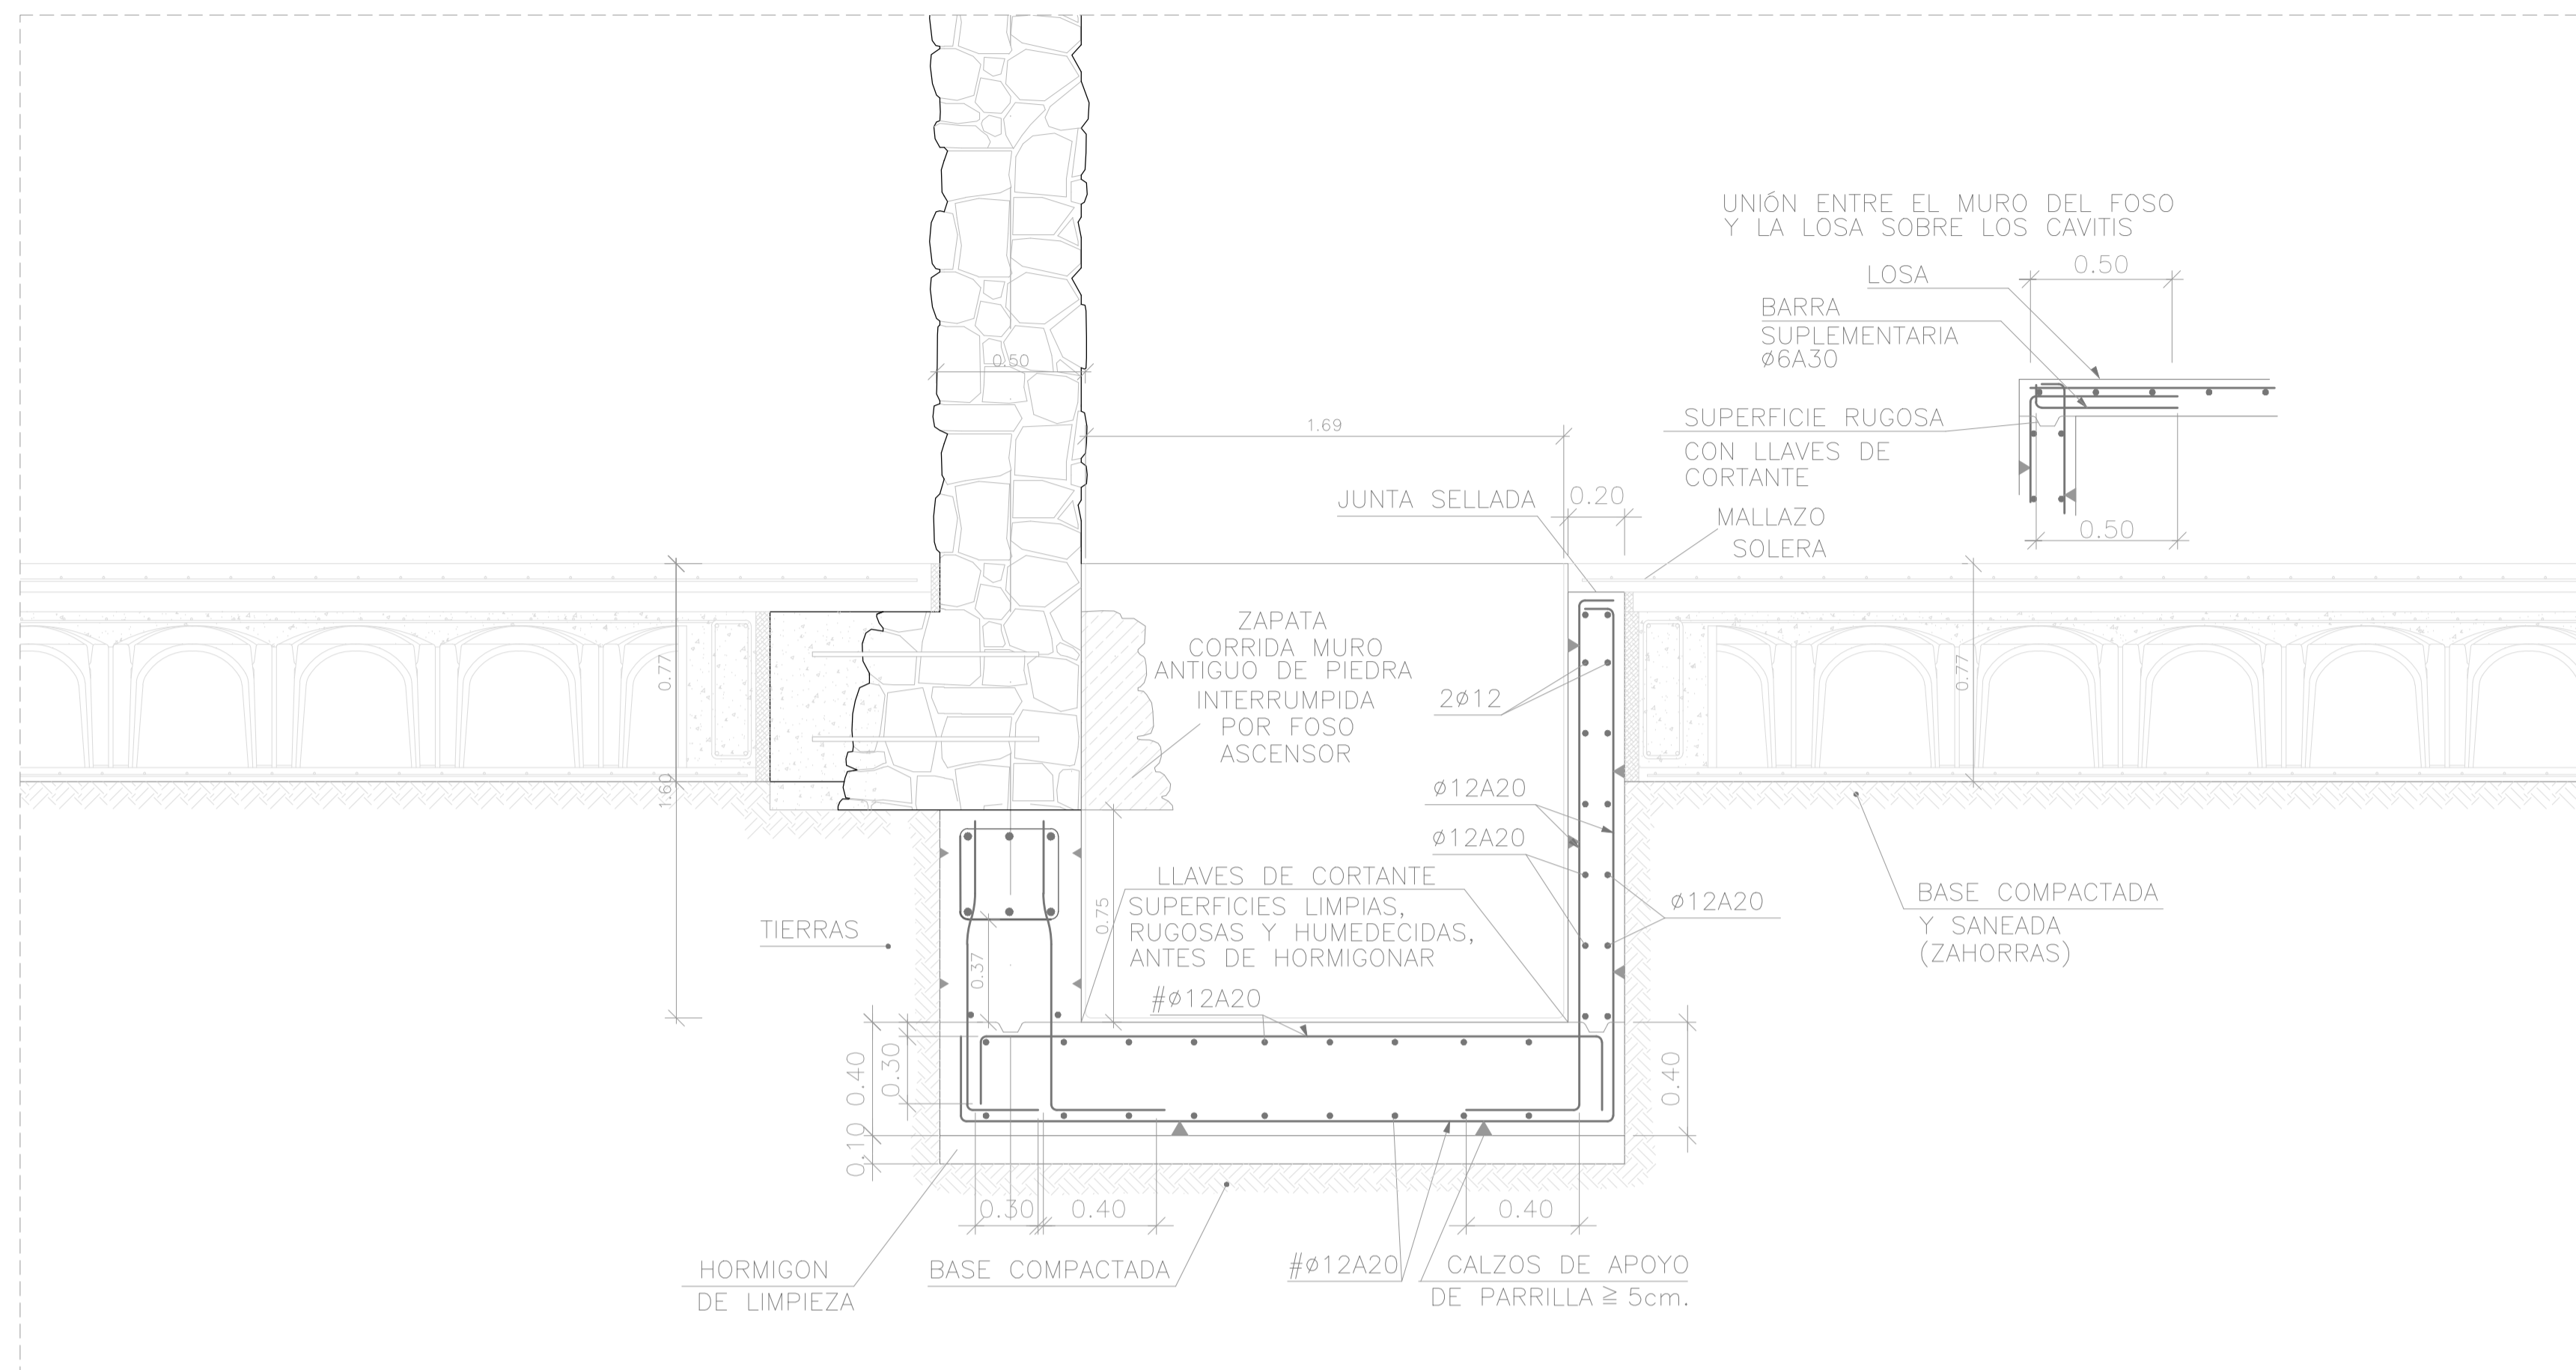 UNIÓN ENTRE EL MURO DEL FOSO
Y LA LOSA SOBRE LOS CAVITIS
0.50
LOSA
BARRA
SUPLEMENTARIA
ø6A30
0.50
SUPERFICIE RUGOSA
CON LLAVES DE
CORTANTE
0.50
1.69
JUNTA SELLADA
0.20
MALLAZO
SOLERA
ZAPATA
CORRIDA MURO
ANTIGUO DE PIEDRA
INTERRUMPIDA
POR FOSO
ASCENSOR
0.77
0.77
1.69
2ø12
ø12A20
ø12A20
ø12A20
LLAVES DE CORTANTE
SUPERFICIES LIMPIAS,
RUGOSAS Y HUMEDECIDAS,
ANTES DE HORMIGONAR
#ø12A20
0.75
0.37
TIERRAS
BASE COMPACTADA
Y SANEADA
(ZAHORRAS)
0.40
0.30
0.10
0.40
0.30
0.40
0.40
HORMIGON
DE LIMPIEZA
BASE COMPACTADA
#ø12A20
CALZOS DE APOYO
DE PARRILLA ≧ 5cm.